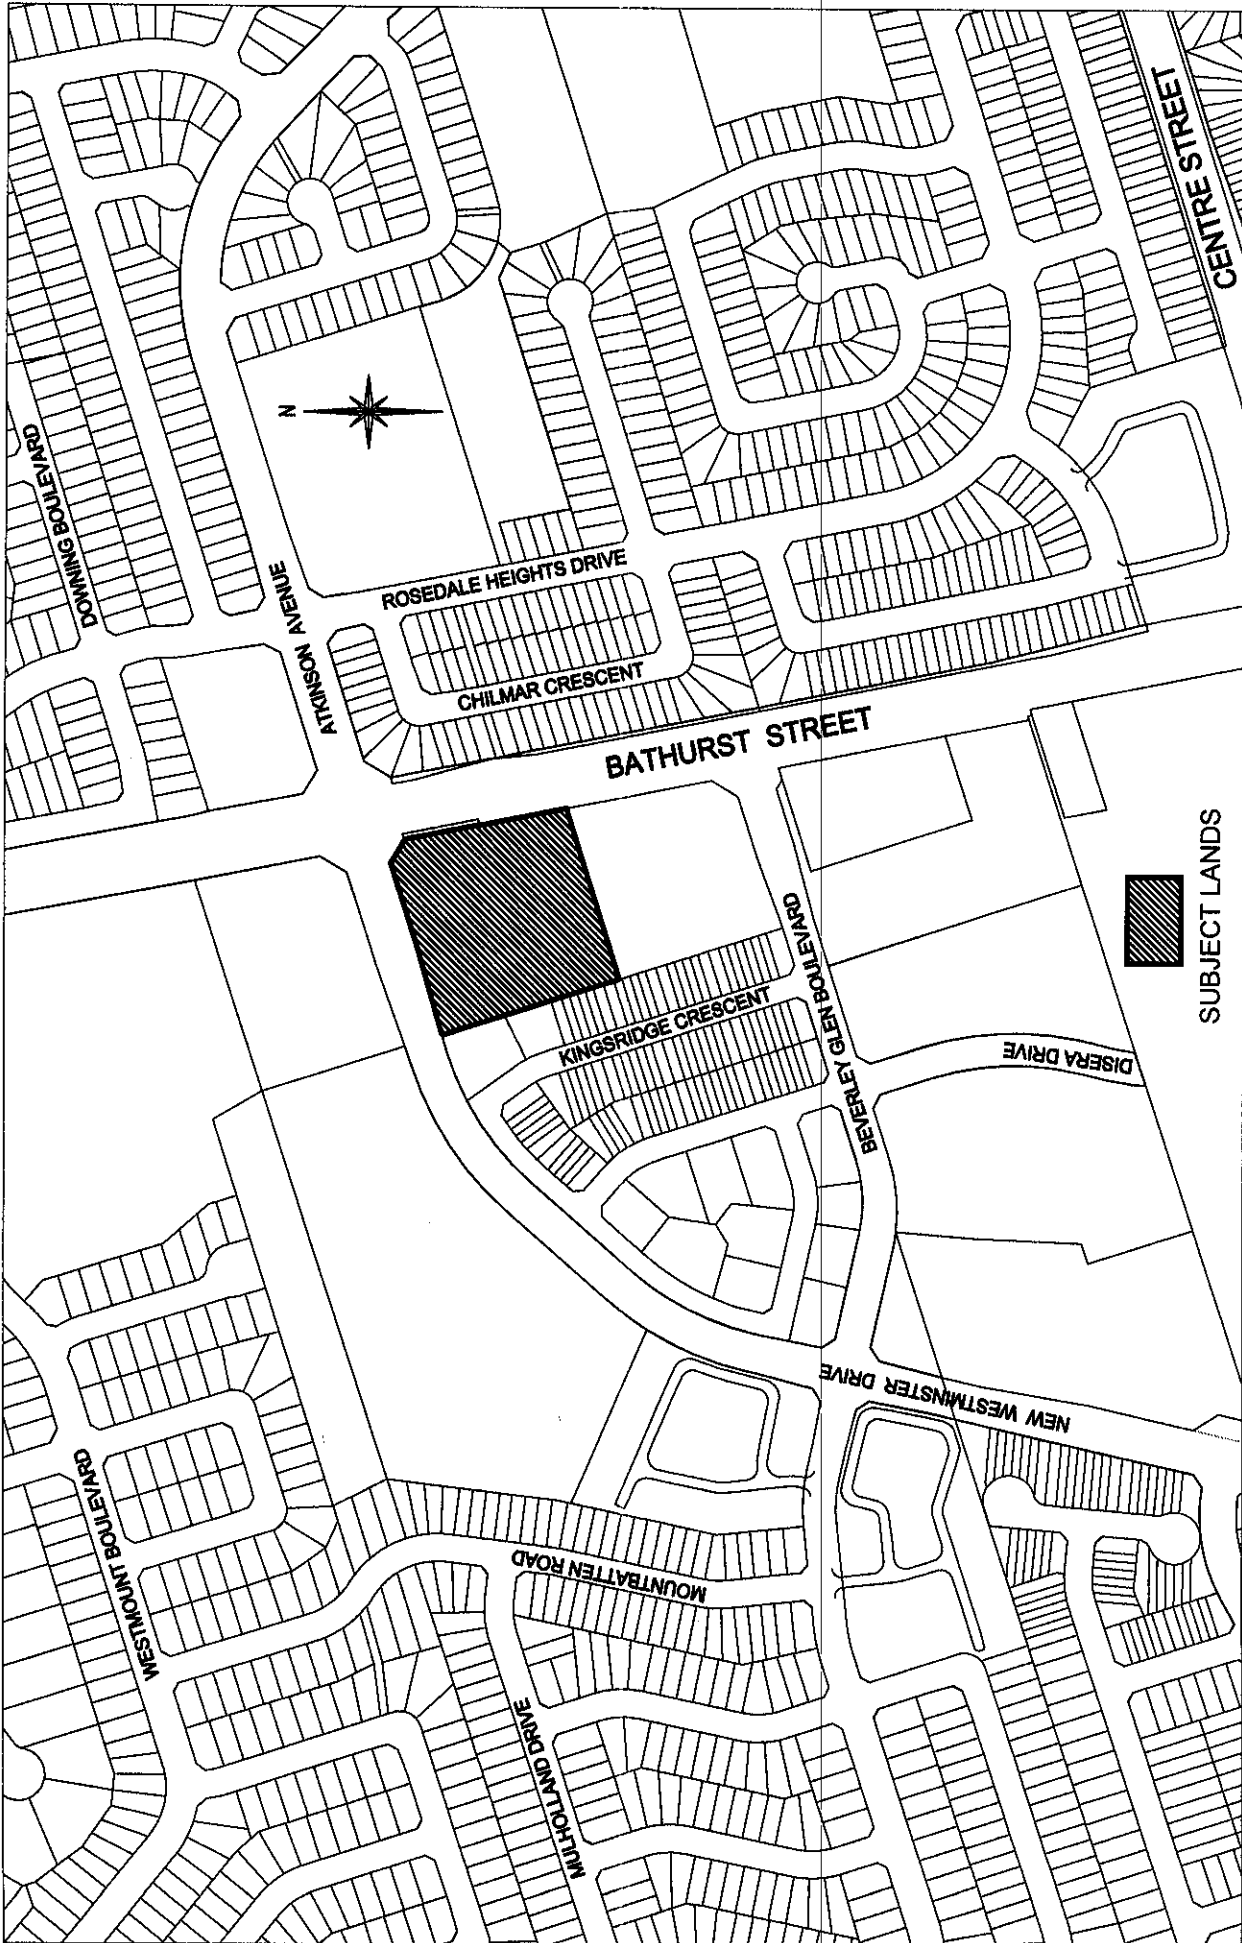 DOWNING BOULEVARD
CENTRE STREET
N
ATKINSON AVENUE
ROSEDALE HEIGHTS DRIVE
CHILMAR CRESCENT
BATHURST STREET
KINGSRIDGE CRESCENT
BEVERLEY GLEN BOULEVARD
DISERA DRIVE
SUBJECT LANDS
NEW WESTMINSTER DRIVE
WESTMOUNT BOULEVARD
MOUNTBATTEN ROAD
MULHOLLAND DRIVE